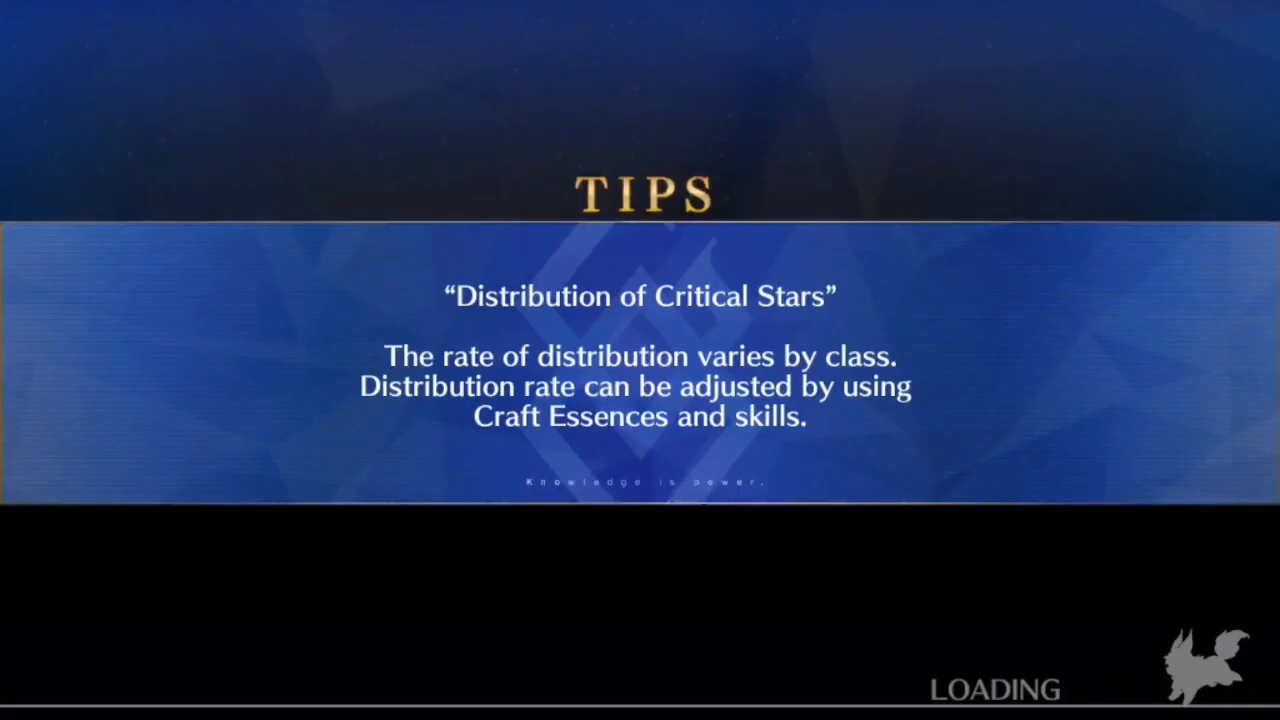 TIPS
“Distribution of Critical Stars”
The rate of distribution varies by class.
Distribution rate can be adjusted by using
Craft Essences and skills.
Knowledge is power.
LOADING